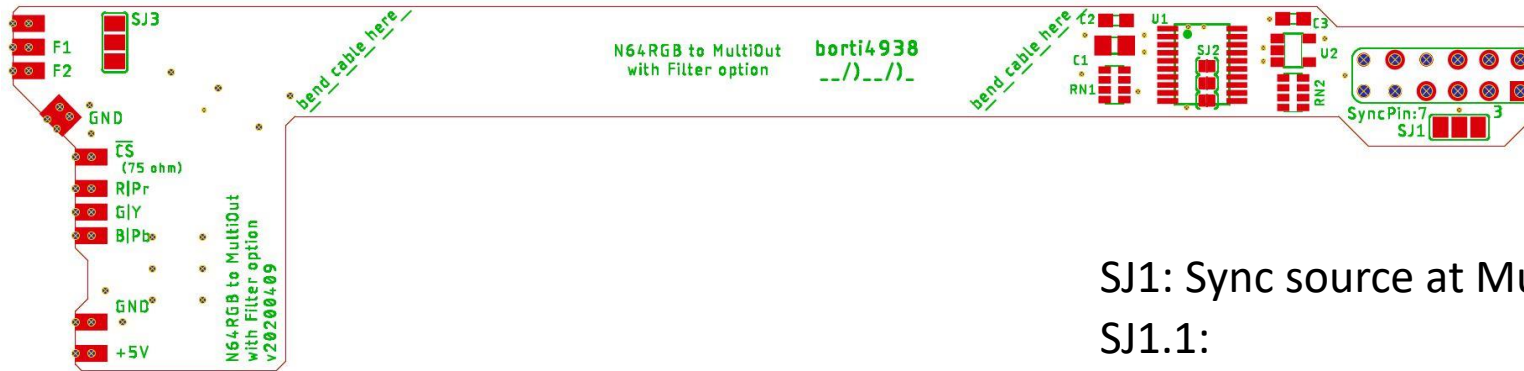 SJ3
F1
F2
GND
CS
(75 ohm)
R|Pr
G|Y
B|Pb
GND
+5V
N64RGB to MultiOut
with Filter option
v20200409
bend_cable_here_
N64RGB to MultiOut
with Filter option
borti4938
__/)__/)_
bend_cable_here_
C2
U1
C1
RN1
SJ2
C3
U2
RN2
SyncPin:7
3
SJ1
SJ1: Sync source at Mu
SJ1.1: